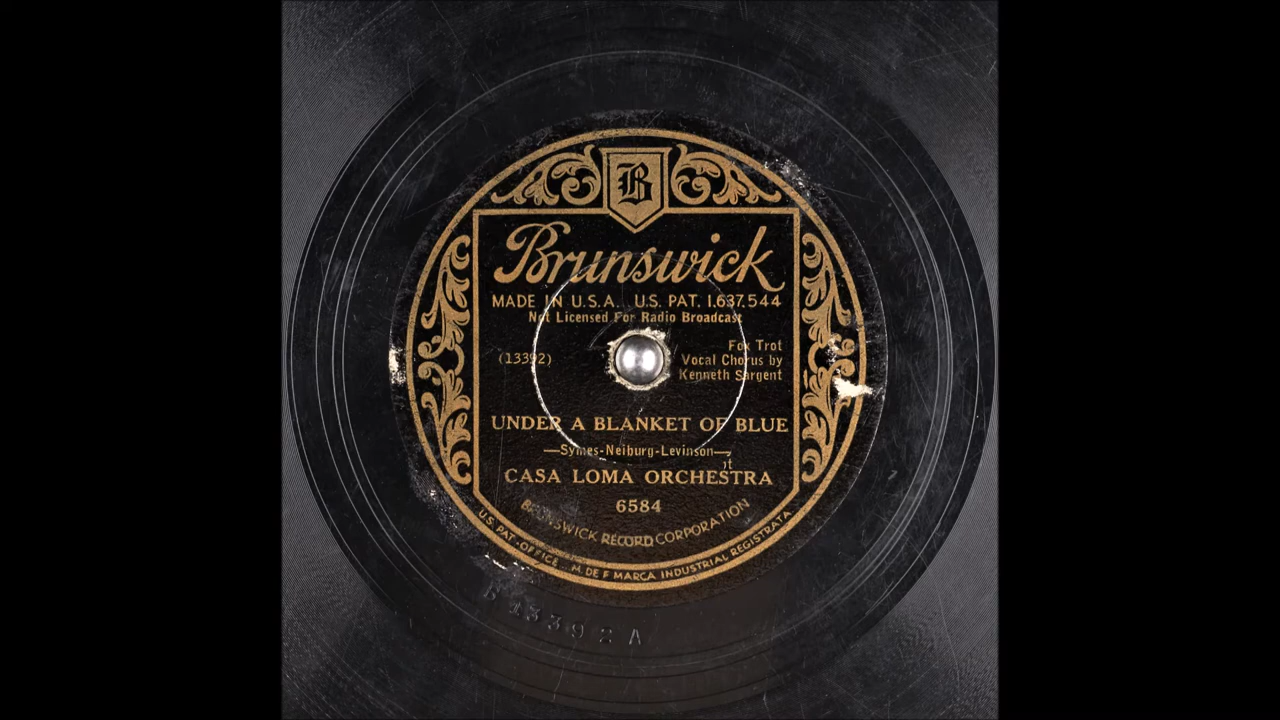 B
Brunswick
MADE IN U.S.A. U.S. PAT. 1,637,544
Not Licensed For Radio Broadcast
(13392)
Fox Trot
Vocal Chorus by
Kenneth Sargent
UNDER A BLANKET OF BLUE
—Symes-Neiburg-Levinson—
CASA LOMA ORCHESTRA
6584
BRUNSWICK RECORD CORPORATION
U.S. PAT. OFFICE M. DE F MARCA INDUSTRIAL REGISTRATA
B 13392 A